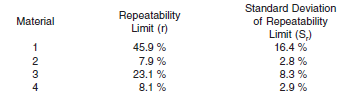 Material Repeatability Limit (r) Standard Deviation of Repeatability Limit (Sr)
1 45.9 % 16.4 %
2 7.9 % 2.8 %
3 23.1 % 8.3 %
4 8.1 % 2.9 %